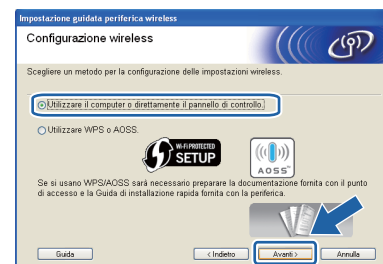 Impostazione guidata periferica wireless
Configurazione wireless
Scegliere un metodo per la configurazione delle impostazioni wireless.
Utilizzare il computer o direttamente il pannello di controllo.
Utilizzare WPS o AOSS.
Wi-Fi PROTECTED
SETUP
AOSS™
Se si usano WPS/AOSS sarà necessario preparare la documentazione fornita con il punto
di accesso e la Guida di installazione rapida fornita con la periferica.
Guida
< Indietro
Avanti >
Annulla